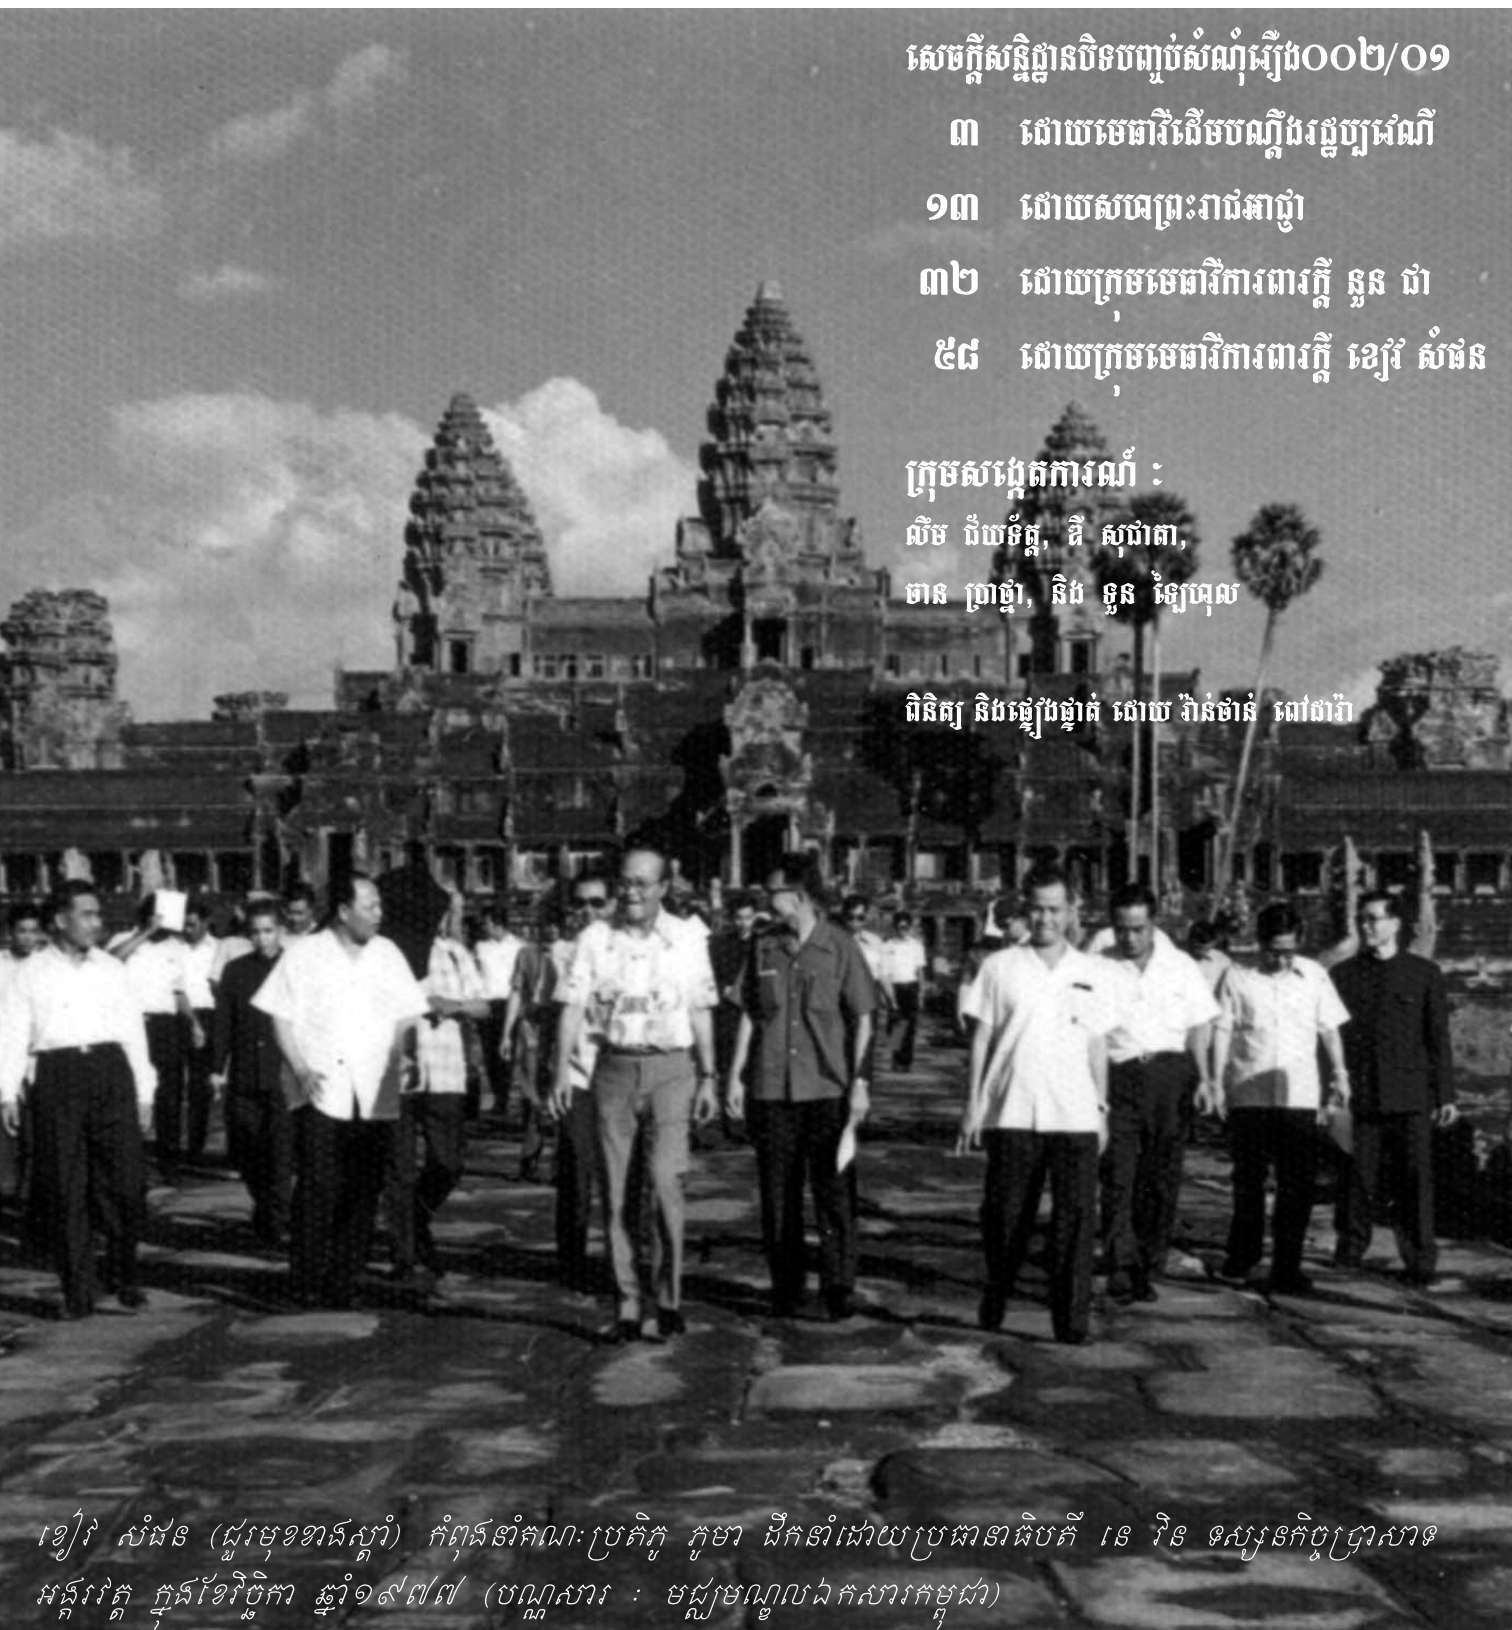 សេចក្តីសន្និដ្ឋានបិទបញ្ចប់សំណុំរឿង០០២/០១
៣ ដោយមេធាវីដើមបណ្តឹងរដ្ឋប្បវេណី
១៣ ដោយសហព្រះរាជអាជ្ញា
៣២ ដោយក្រុមមេធាវីការពារក្តី នួន ជា
៥៨ ដោយក្រុមមេធាវីការពារក្តី ខៀវ សំផន
ក្រុមសង្កេតការណ៍ :
លឹម ជ័យទ័ត្ត, ឌី សុជាតា,
ចាន ប្រាថ្នា, និង ទួន ឡៃហុល
ពិនិត្យ និងផ្ទៀងផ្ទាត់ ដោយ វ៉ាន់ថាន់ ពៅដារ៉ា
ខៀវ សំផន (ជួរមុខខាងស្តាំ) កំពុងនាំគណៈប្រតិភូ ភូមា ដឹកនាំដោយប្រធានាធិបតី នេ វិន ទស្សនកិច្ចប្រាសាទ
អង្គរវត្ត ក្នុងខែវិច្ឆិកា ឆ្នាំ១៩៧៧ (បណ្ណសារ : មជ្ឈមណ្ឌលឯកសារកម្ពុជា)